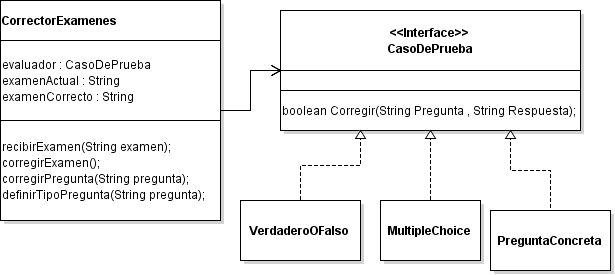 CorrectorExamenes
evaluador : CasoDePrueba
examenActual : String
examenCorrecto : String
recibirExamen(String examen);
corregirExamen();
corregirPregunta(String pregunta);
definirTipoPregunta(String pregunta);
<<Interface>>
CasoDePrueba
boolean Corregir(String Pregunta , String Respuesta);
VerdaderoOFalso
MultipleChoice
PreguntaConcreta